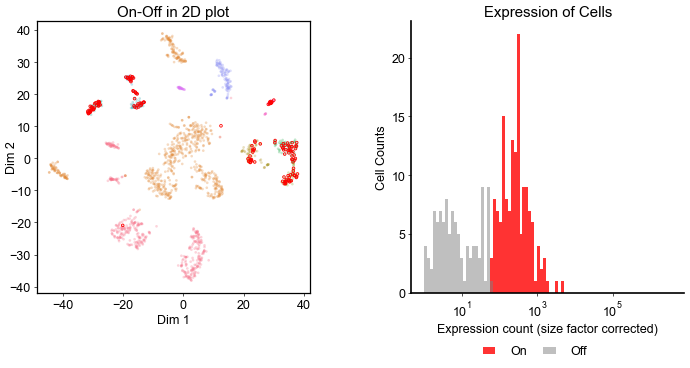 On-Off in 2D plot
Expression of Cells
40
30
20
10
0
−10
−20
−30
−40
Dim 2
−40 −20 0 20 40
Dim 1
20
15
10
5
0
Cell Counts
10^1 10^3 10^5
Expression count (size factor corrected)
On Off